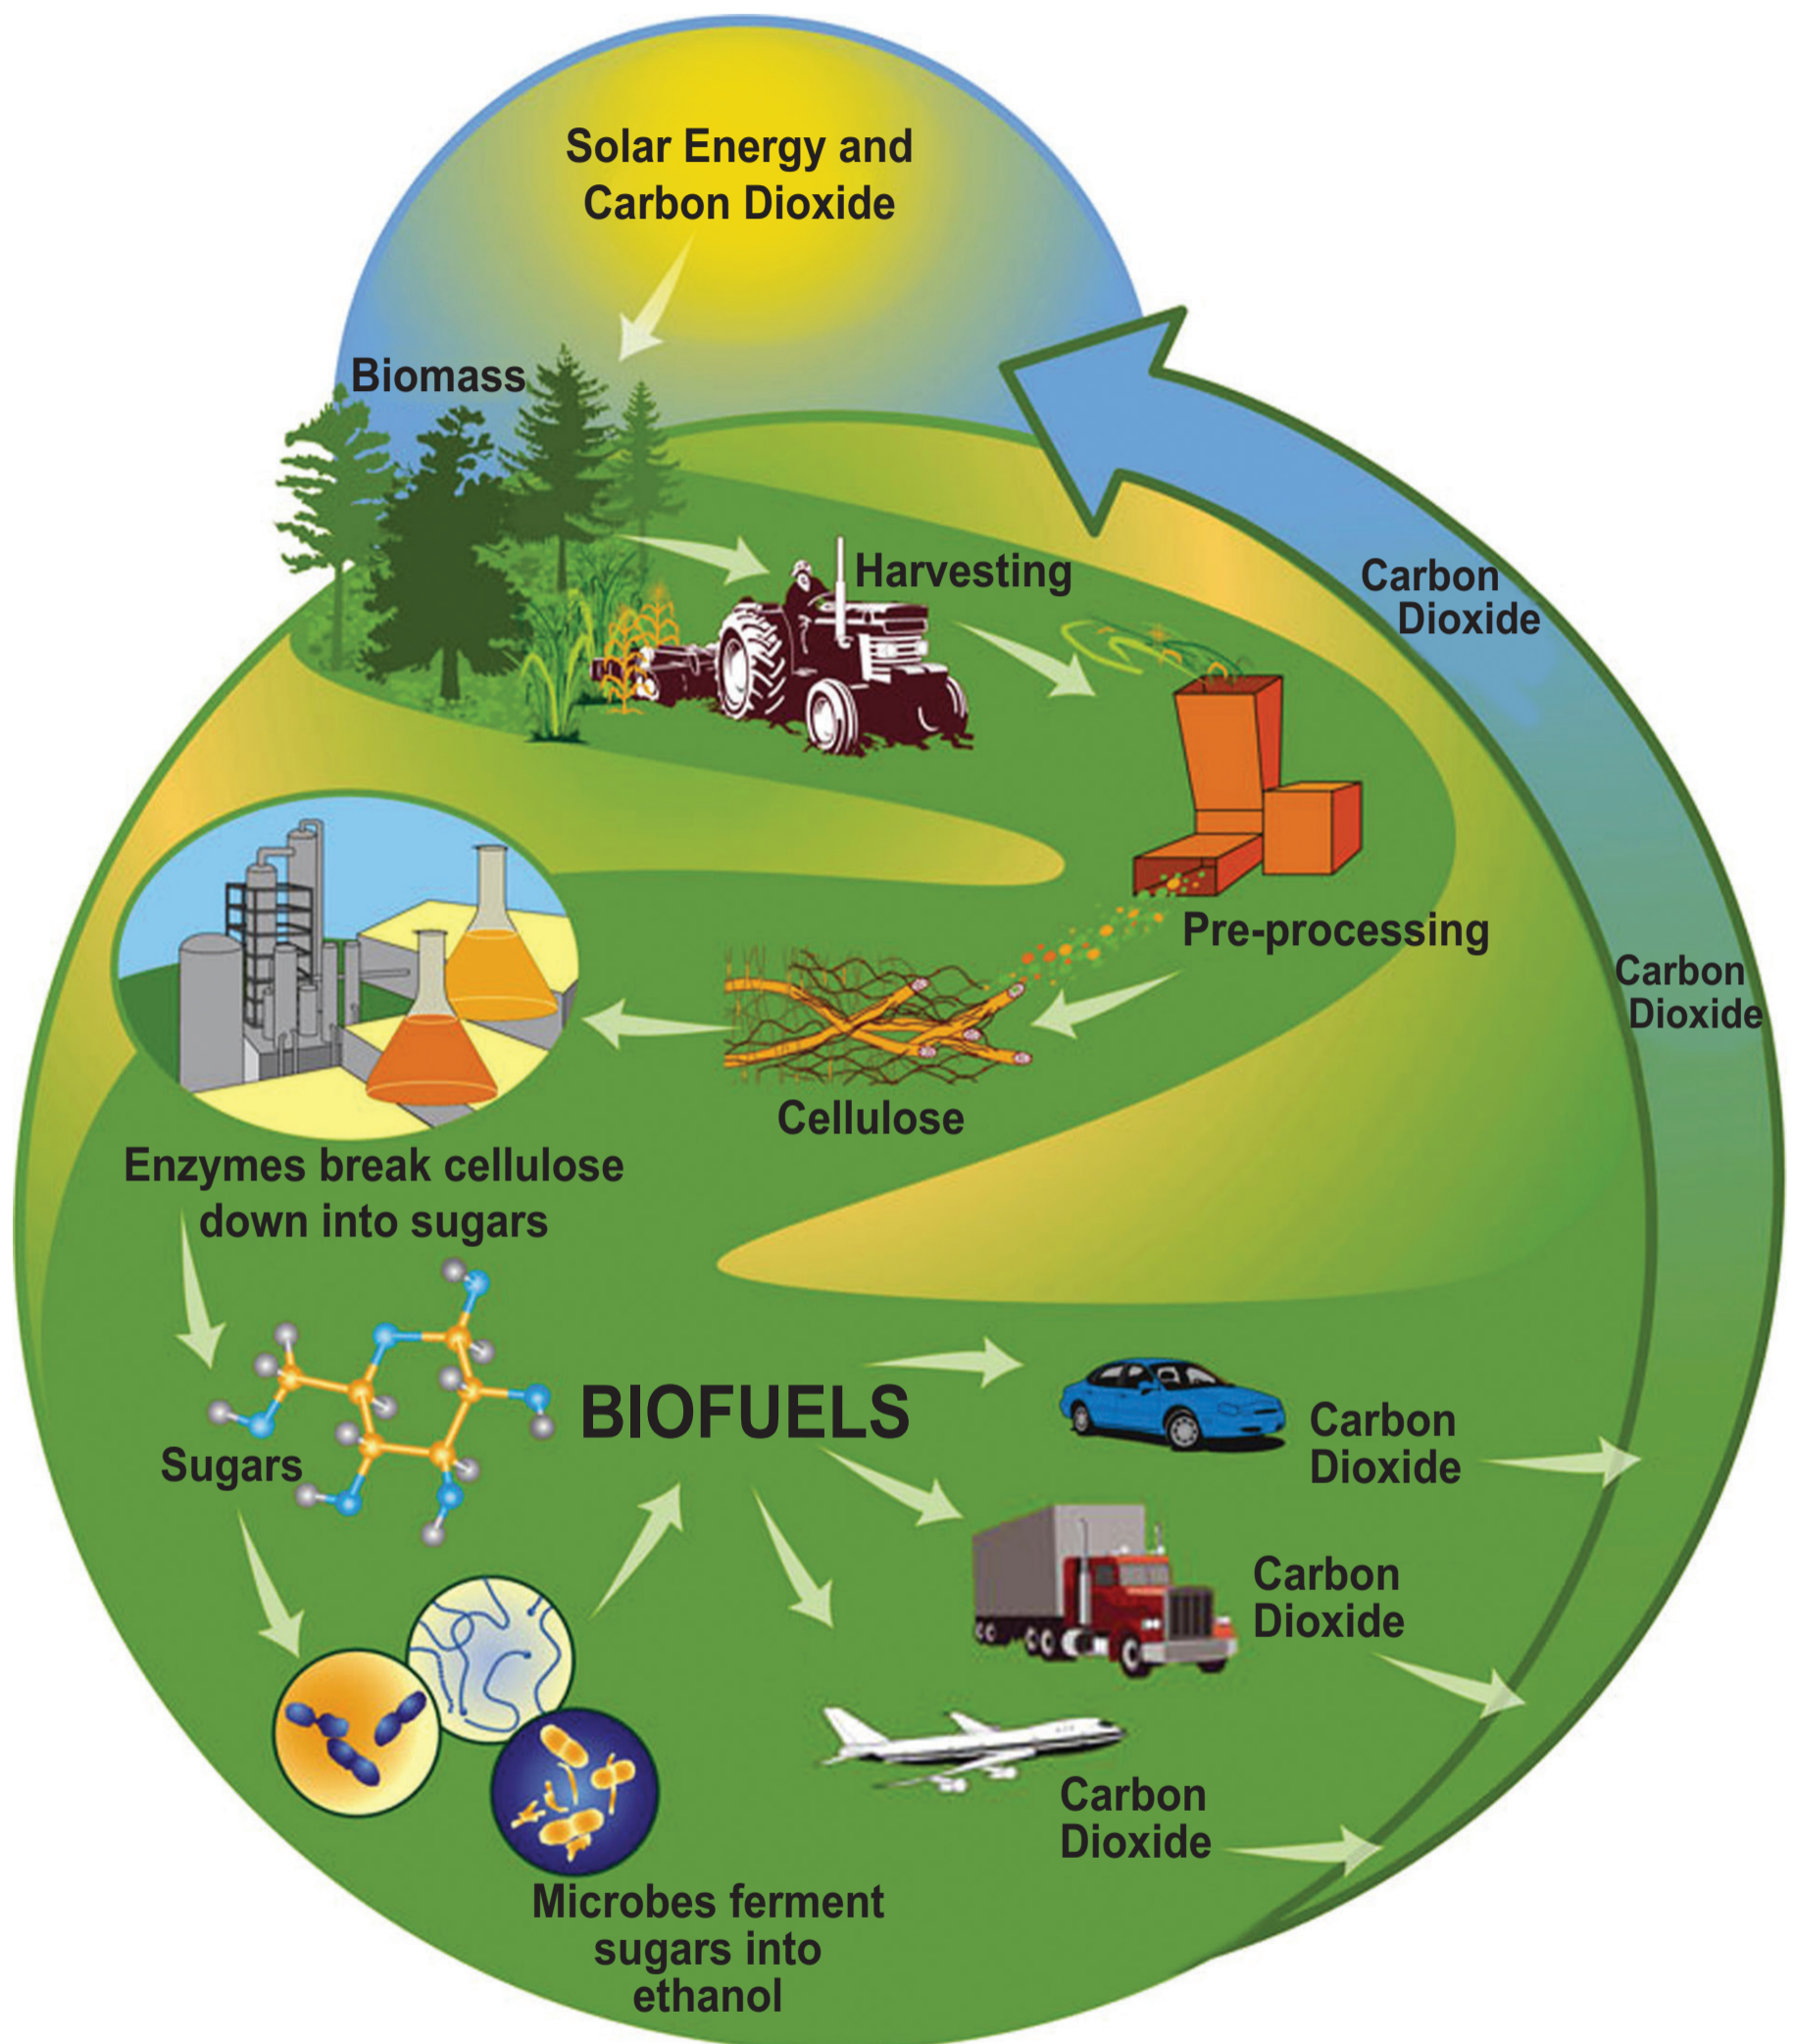 Solar Energy and
Carbon Dioxide
Biomass
Harvesting
Carbon
Dioxide
Pre-processing
Carbon
Dioxide
Cellulose
Enzymes break cellulose
down into sugars
Sugars
BIOFUELS
Carbon
Dioxide
Carbon
Dioxide
Carbon
Dioxide
Microbes ferment
sugars into
ethanol